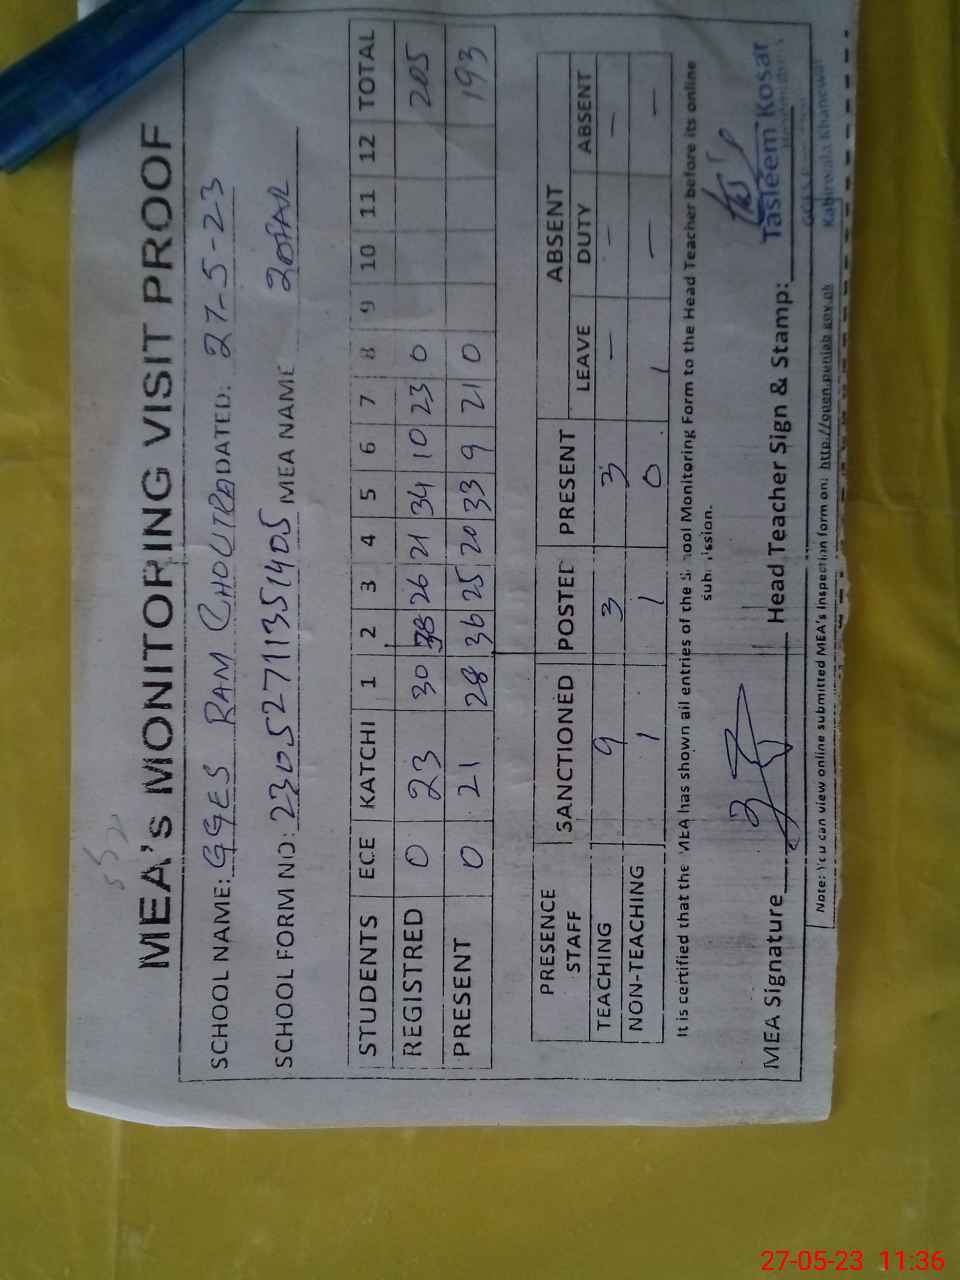 MEA's MONITORING VISIT PROOF
SCHOOL NAME: GGES RAM CHOUTRA DATED: 27-5-23
SCHOOL FORM NO: 230527113551405 MEA NAME ZOHAR
STUDENTS ECE KATCHI 1 2 3 4 5 6 7 8 9 10 11 12 TOTAL
REGISTRED 0 23 30 38 26 21 34 10 23 0 205
PRESENT 0 21 28 36 25 20 33 9 21 0 193
PRESENCE STAFF SANCTIONED POSTED PRESENT ABSENT
LEAVE DUTY ABSENT
TEACHING 9 3 3 — — —
NON-TEACHING 1 1 0 1 — —
It is certified that the MEA has shown all entries of the School Monitoring Form to the Head Teacher before its online
submission.
MEA Signature Head Teacher Sign & Stamp: Tasleem Kosar
Kabirwala Khanewal
Note: You can view online submitted MEA's Inspection form on: http://open.punjab.gov.pk
27-05-23 11:36